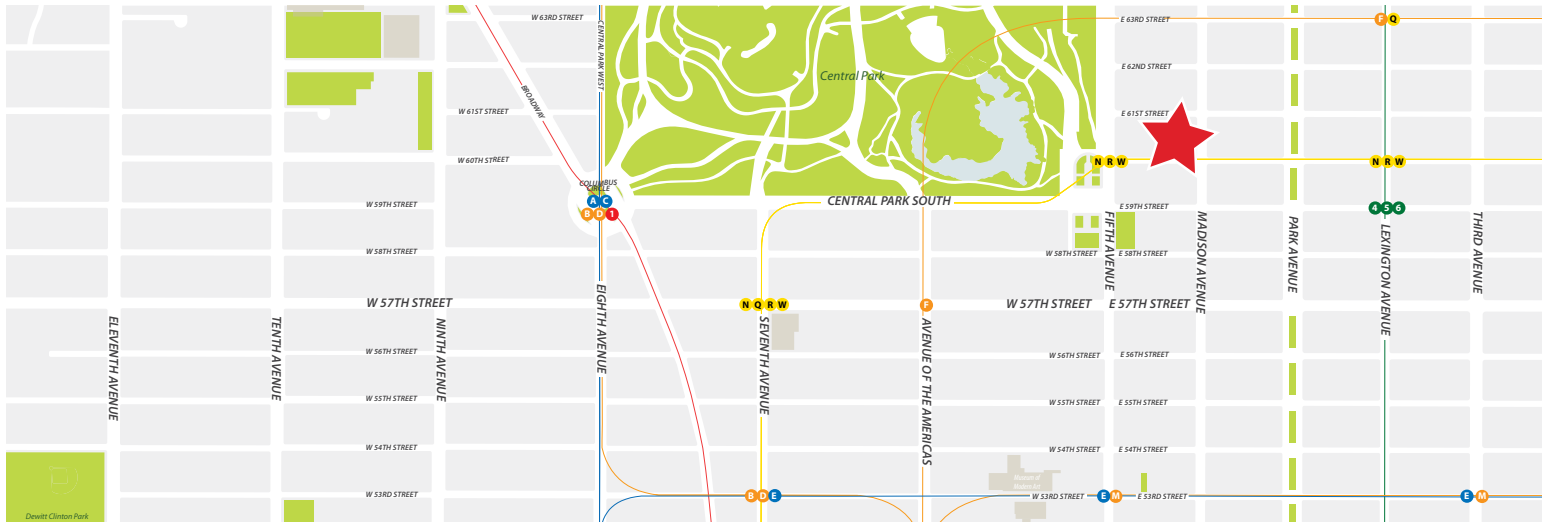 W 63RD STREET
CENTRAL PARK WEST
E 63RD STREET
F Q
E 62ND STREET
Central Park
BROADWAY
W 61ST STREET
E 61ST STREET
W 60TH STREET
N R W
N R W
COLUMBUS
CIRCLE
A C
B D 1
W 59TH STREET
CENTRAL PARK SOUTH
E 59TH STREET
4 5 6
W 58TH STREET
W 58TH STREET
E 58TH STREET
FIFTH AVENUE
MADISON AVENUE
PARK AVENUE
LEXINGTON AVENUE
THIRD AVENUE
W 57TH STREET
N Q R W
F
W 57TH STREET
E 57TH STREET
ELEVENTH AVENUE
TENTH AVENUE
NINTH AVENUE
EIGHTH AVENUE
SEVENTH AVENUE
AVENUE OF THE AMERICAS
W 56TH STREET
W 56TH STREET
E 56TH STREET
W 55TH STREET
W 55TH STREET
E 55TH STREET
W 54TH STREET
W 54TH STREET
E 54TH STREET
Museum of
Modern Art
W 53RD STREET
B D E
W 53RD STREET
E M
E 53RD STREET
E M
Dewitt Clinton Park